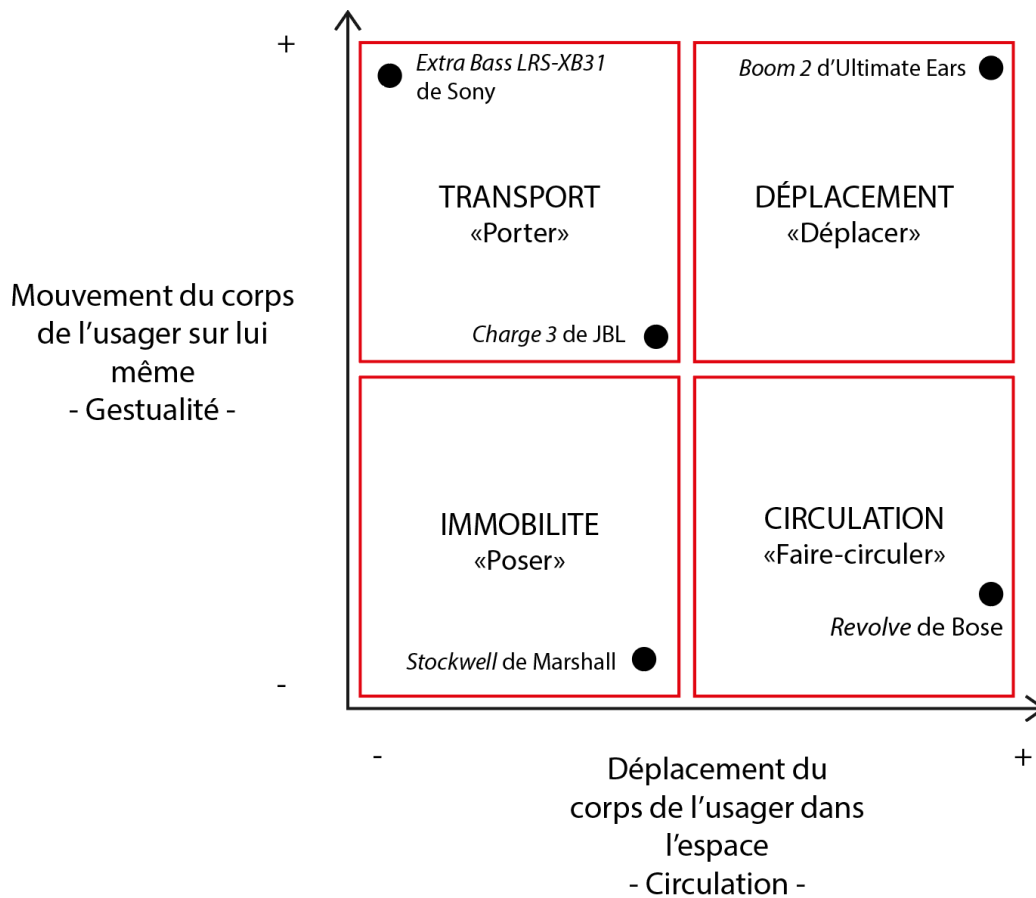 +
Extra Bass LRS-XB31
de Sony
Boom 2 d'Ultimate Ears
TRANSPORT
«Porter»
DÉPLACEMENT
«Déplacer»
Mouvement du corps
de l'usager sur lui
même
- Gestualité -
Charge 3 de JBL
IMMOBILITE
«Poser»
CIRCULATION
«Faire-circuler»
Revolve de Bose
Stockwell de Marshall
-
-
+
Déplacement du
corps de l'usager dans
l'espace
- Circulation -